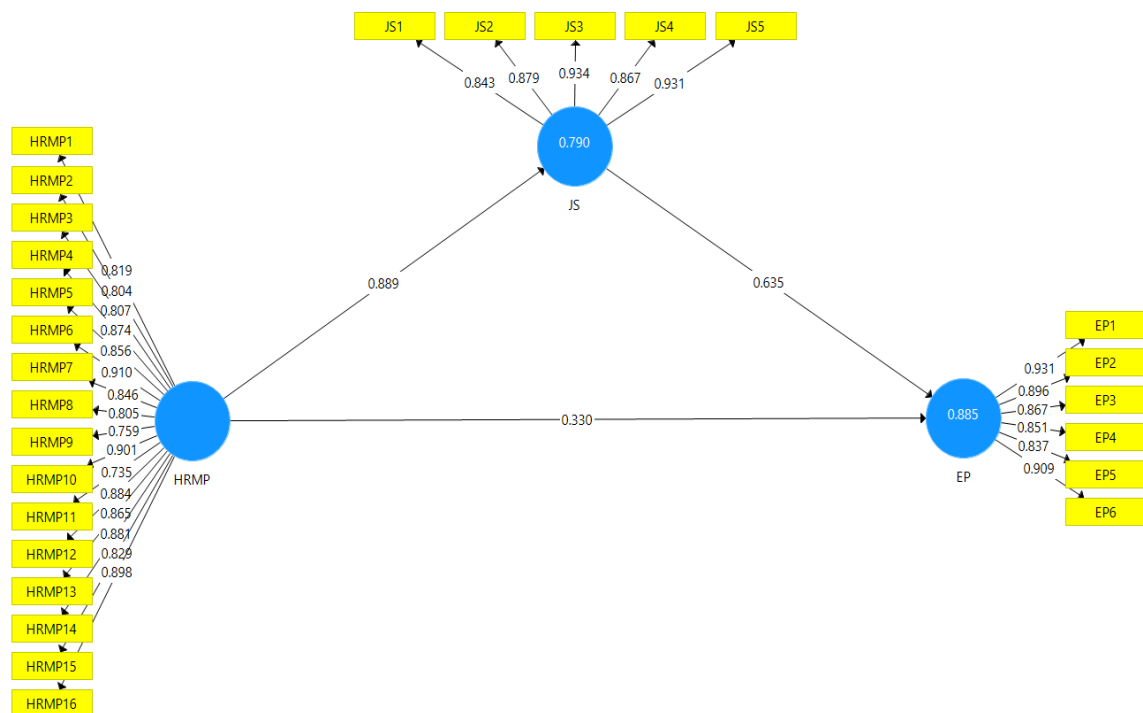 JS1 JS2 JS3 JS4 JS5
0.843 0.879 0.934 0.867 0.931
0.790
JS
HRMP1
HRMP2
HRMP3
HRMP4
HRMP5
HRMP6
HRMP7
HRMP8
HRMP9
HRMP10
HRMP11
HRMP12
HRMP13
HRMP14
HRMP15
HRMP16
0.819
0.804
0.807
0.874
0.856
0.910
0.846
0.805
0.759
0.901
0.735
0.884
0.865
0.881
0.829
0.898
HRMP
0.889
0.635
0.330
0.885
EP
0.931
0.896
0.867
0.851
0.837
0.909
EP1
EP2
EP3
EP4
EP5
EP6